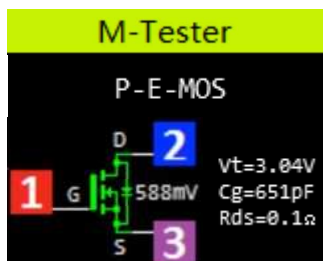 M-Tester
P-E-MOS
D 2
1 G 588mV
S 3
Vt=3.04V
Cg=651pF
Rds=0.1Ω